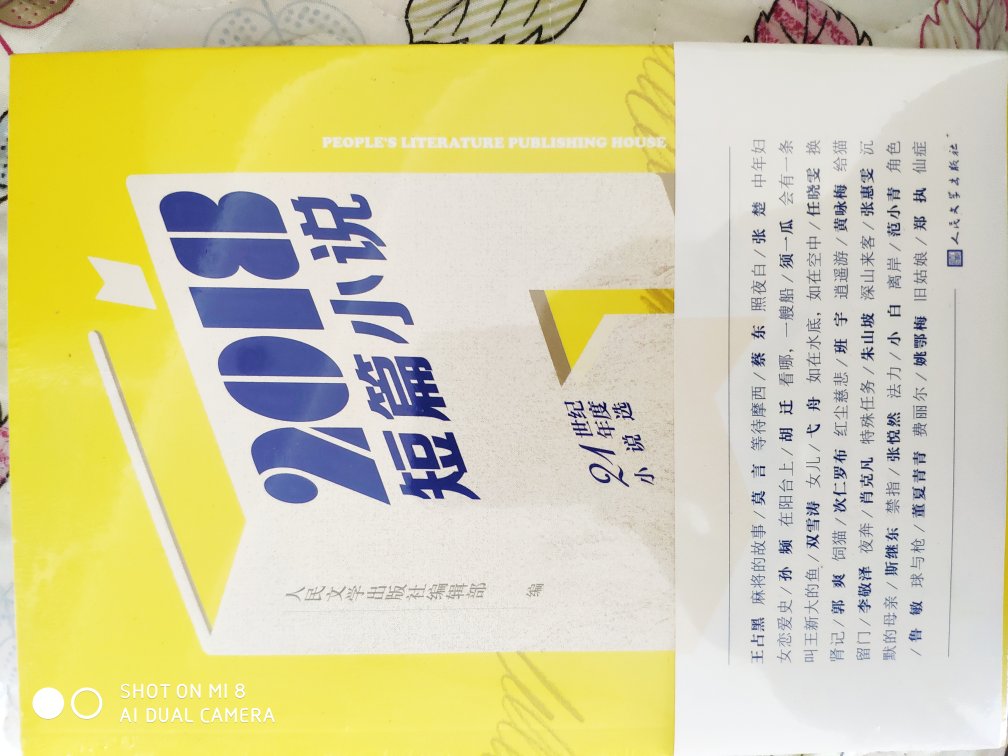 PEOPLE'S LITERATURE PUBLISHING HOUSE
2018
短篇小说
21世纪
年度
小说选
人民文学出版社编辑部 编
王占黑 麻将的故事/莫 言 等待摩西/蔡 东 照夜白/张 楚 中年妇
女恋爱史/孙 频 在阳台上/胡 迁 看哪，一艘船/须一瓜 会有一条
叫王新大的鱼/双雪涛 女儿/弋 舟 如在水底，如在空中/任晓雯 换
肾记/郭 爽 饲猫/次仁罗布 红尘慈悲/班 宇 逍遥游/黄咏梅 给猫
留门/李敬泽 夜奔/肖克凡 特殊任务/朱山坡 深山来客/张惠雯 沉
默的母亲/斯继东 禁指/张悦然 法力/小 白 离岸/范小青 角色
/鲁 敏 球与枪/董夏青青 费丽尔/姚鄂梅 旧姑娘/郑 执 仙症
人民文学出版社
SHOT ON MI 8
AI DUAL CAMERA